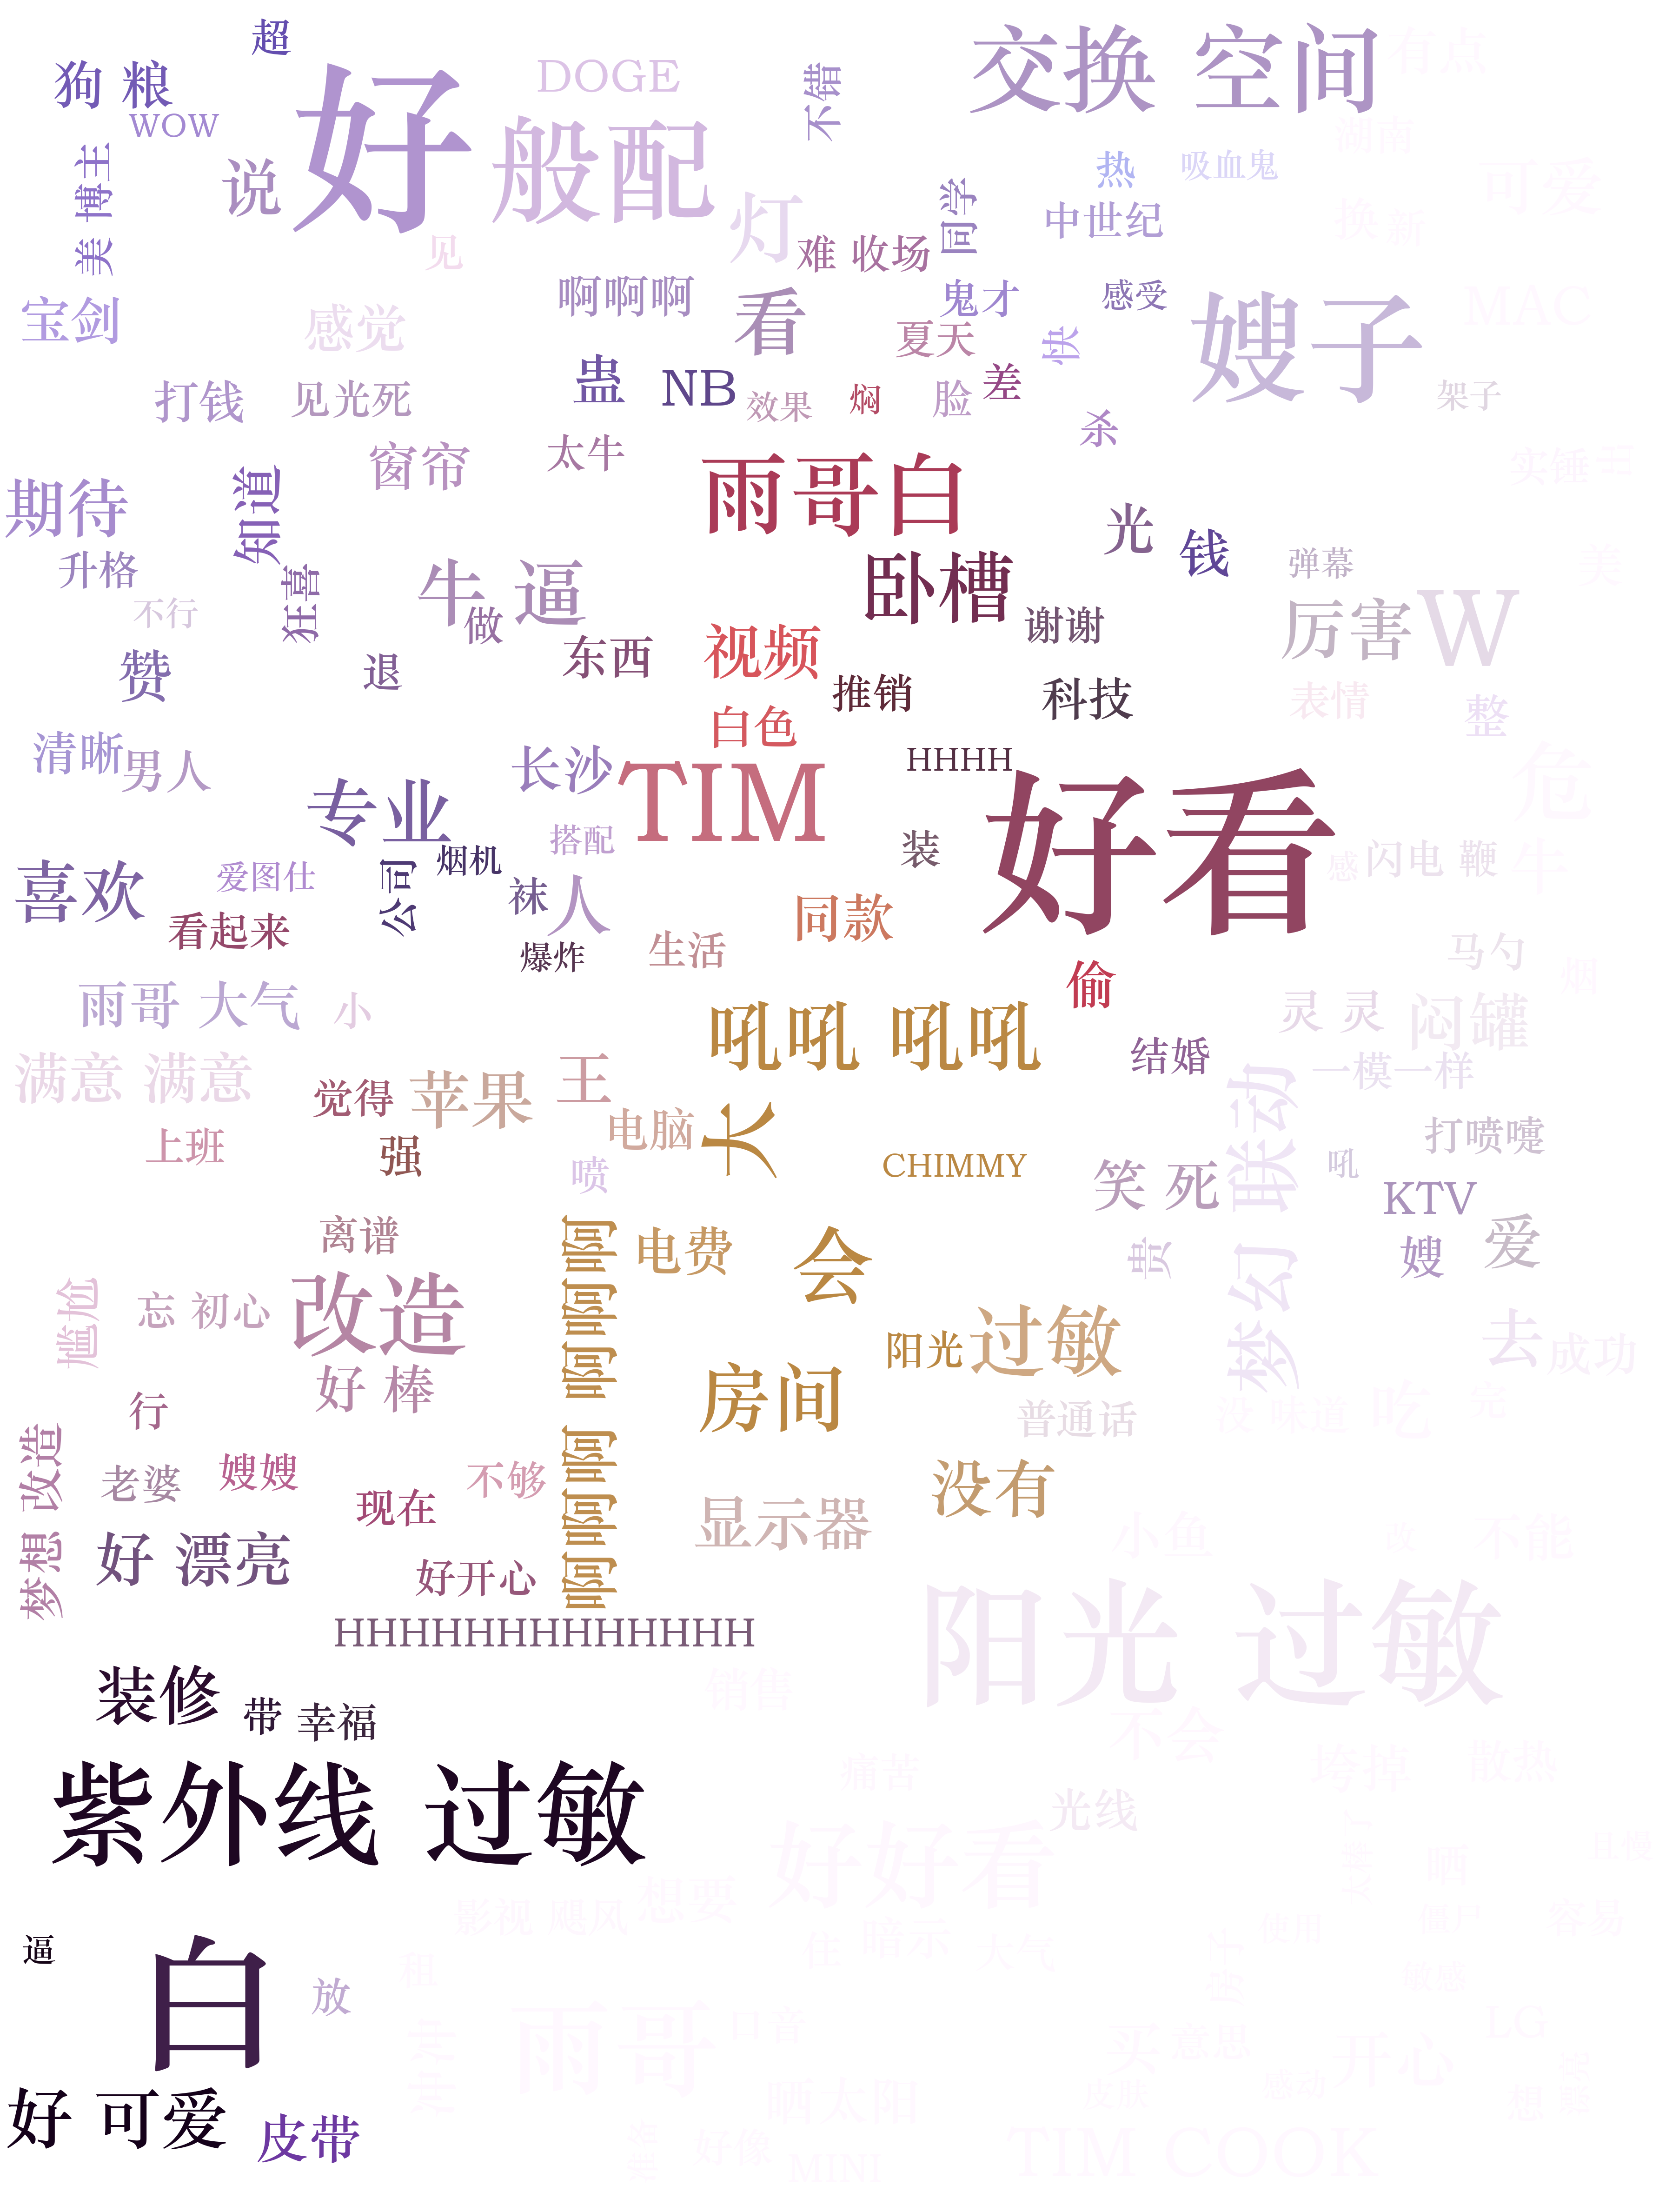 超
狗 粮
WOW
DOGE
不错
交换 空间
有点
湖南
好
般配
说
美 博主
灯
见
难 收场
同学
热
吸血鬼
中世纪
可爱
换 新
宝剑
感觉
啊啊啊
看
鬼才
感受
夏天
快
嫂子
MAC
打钱
见光死
蛊
NB
效果
焖
脸
差
架子
杀
窗帘
太牛
雨哥白
实锤
期待
知道
光
钱
弹幕
美
升格
狂喜
牛 逼
卧槽
不行
做
谢谢
厉害
W
赞
退
东西
视频
推销
科技
表情
整
白色
清晰
男人
长沙
TIM
HHHH
好看
危
专业
搭配
装
喜欢
爱图仕
公司
烟机
袜
人
感
闪电 鞭
牛
看起来
爆炸
生活
同款
马勺
烟
偷
雨哥 大气
小
吼吼 吼吼
结婚
灵 灵
闷罐
一模一样
满意 满意
觉得
苹果
王
电脑
大
上班
强
喷
CHIMMY
笑 死
梦幻 联动
吼
打喷嚏
KTV
离谱
啊啊啊 啊啊啊
电费
会
贵
嫂
爱
尴尬
忘 初心
改造
阳光
过敏
去
成功
好 棒
房间
行
普通话
没 味道
吃
完
梦想 改造
老婆
嫂嫂
现在
不够
显示器
没有
好 漂亮
好开心
小鱼
不能
HHHHHHHHHHHHH
阳光 过敏
装修
带
幸福
销售
不会
紫外线 过敏
痛苦
光线
掉
散热
好好看
影视 飓风
想要
住
暗示
大气
使用
晒
值
容易
逼
白
放
租
敏感
雨哥
口音
买
意思
开心
LG
好 可爱
皮带
晒太阳
皮肤
感动
想
好像
MINI
TIM COOK